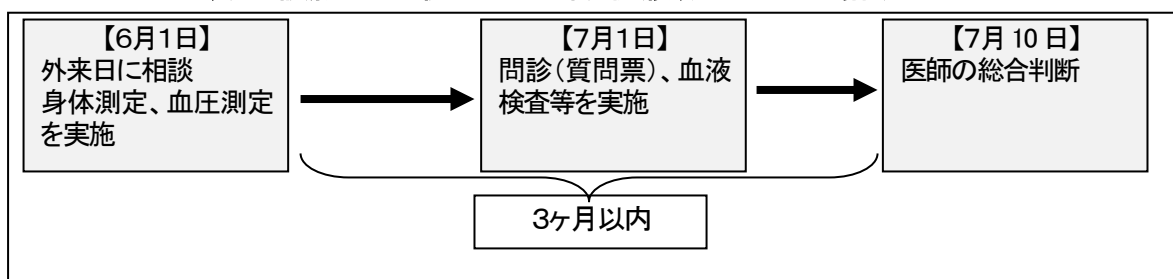 【6月1日】
外来日に相談
身体測定、血圧測定
を実施
【7月1日】
問診(質問票)、血液
検査等を実施
【7月10日】
医師の総合判断
3ヶ月以内